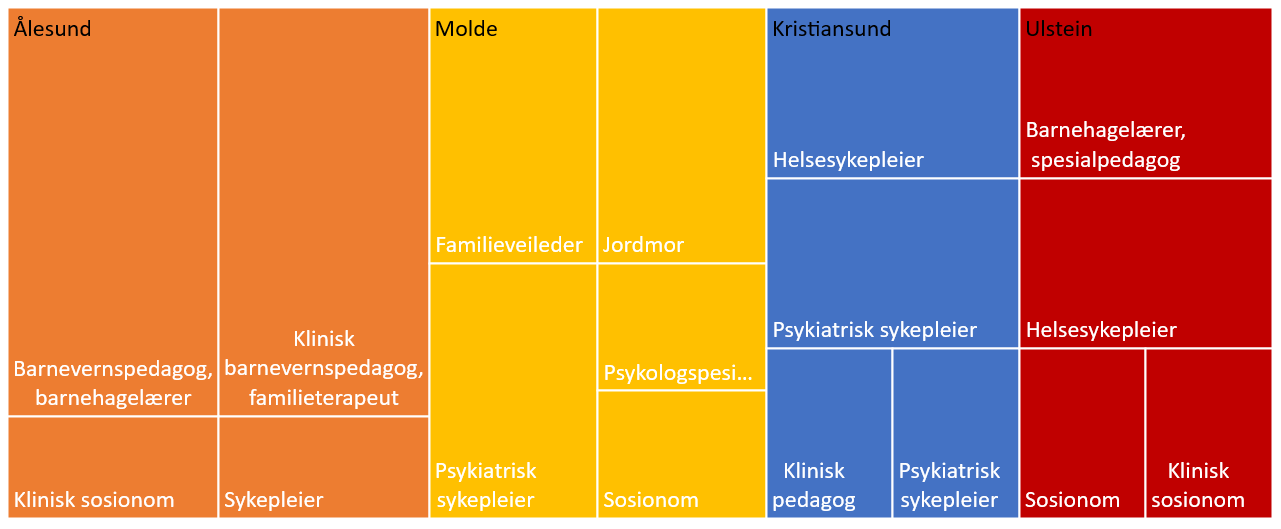 Ålesund
Barnevernspedagog,
barnehagelærer
Klinisk
barnevernspedagog,
familieterapeut
Klinisk sosionom
Sykepleier
Molde
Familieveileder
Jordmor
Psykiatrisk
sykepleier
Psykologspesi...
Sosionom
Kristiansund
Helsesykepleier
Psykiatrisk sykepleier
Klinisk
pedagog
Psykiatrisk
sykepleier
Ulstein
Barnehagelærer,
spesialpedagog
Helsesykepleier
Sosionom
Klinisk
sosionom